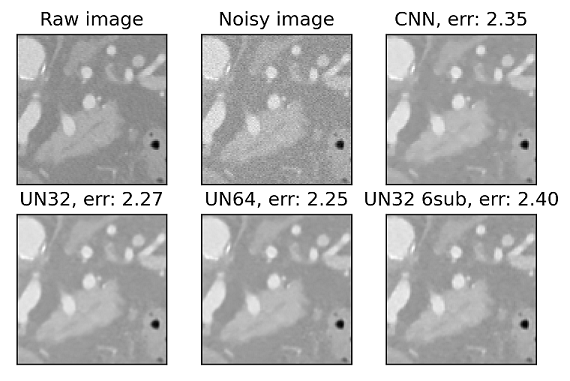 Raw image
Noisy image
CNN, err: 2.35
UN32, err: 2.27
UN64, err: 2.25
UN32 6sub, err: 2.40